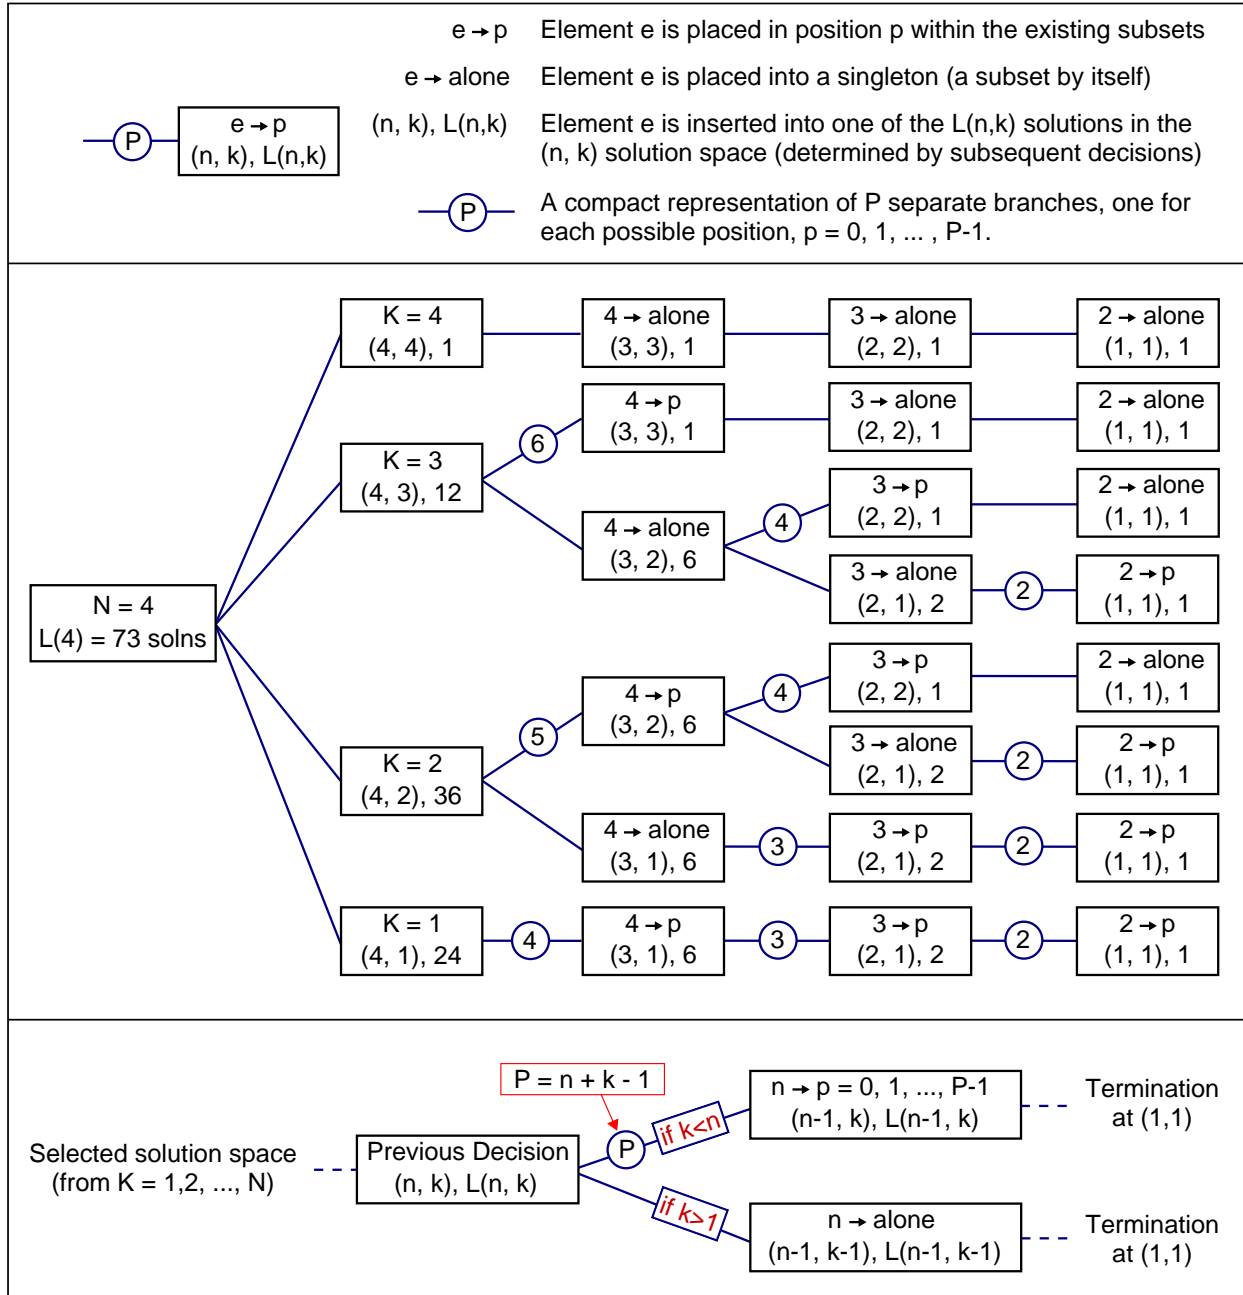 e → p Element e is placed in position p within the existing subsets
e → alone Element e is placed into a singleton (a subset by itself)
P
e → p
(n, k), L(n,k)
(n, k), L(n,k) Element e is inserted into one of the L(n,k) solutions in the
(n, k) solution space (determined by subsequent decisions)
P A compact representation of P separate branches, one for
each possible position, p = 0, 1, ... , P-1.
N = 4
L(4) = 73 solns
K = 4
(4, 4), 1
4 → alone
(3, 3), 1
3 → alone
(2, 2), 1
2 → alone
(1, 1), 1
K = 3
(4, 3), 12
6
4 → p
(3, 3), 1
3 → alone
(2, 2), 1
2 → alone
(1, 1), 1
4 → alone
(3, 2), 6
4
3 → p
(2, 2), 1
2 → alone
(1, 1), 1
3 → alone
(2, 1), 2
2
2 → p
(1, 1), 1
K = 2
(4, 2), 36
5
4 → p
(3, 2), 6
4
3 → p
(2, 2), 1
2 → alone
(1, 1), 1
3 → alone
(2, 1), 2
2
2 → p
(1, 1), 1
4 → alone
(3, 1), 6
3
3 → p
(2, 1), 2
2
2 → p
(1, 1), 1
K = 1
(4, 1), 24
4
4 → p
(3, 1), 6
3
3 → p
(2, 1), 2
2
2 → p
(1, 1), 1
Selected solution space
(from K = 1,2, ..., N)
Previous Decision
(n, k), L(n, k)
P = n + k - 1
P
if k<n
n → p = 0, 1, ..., P-1
(n-1, k), L(n-1, k)
Termination
at (1,1)
if k>1
n → alone
(n-1, k-1), L(n-1, k-1)
Termination
at (1,1)